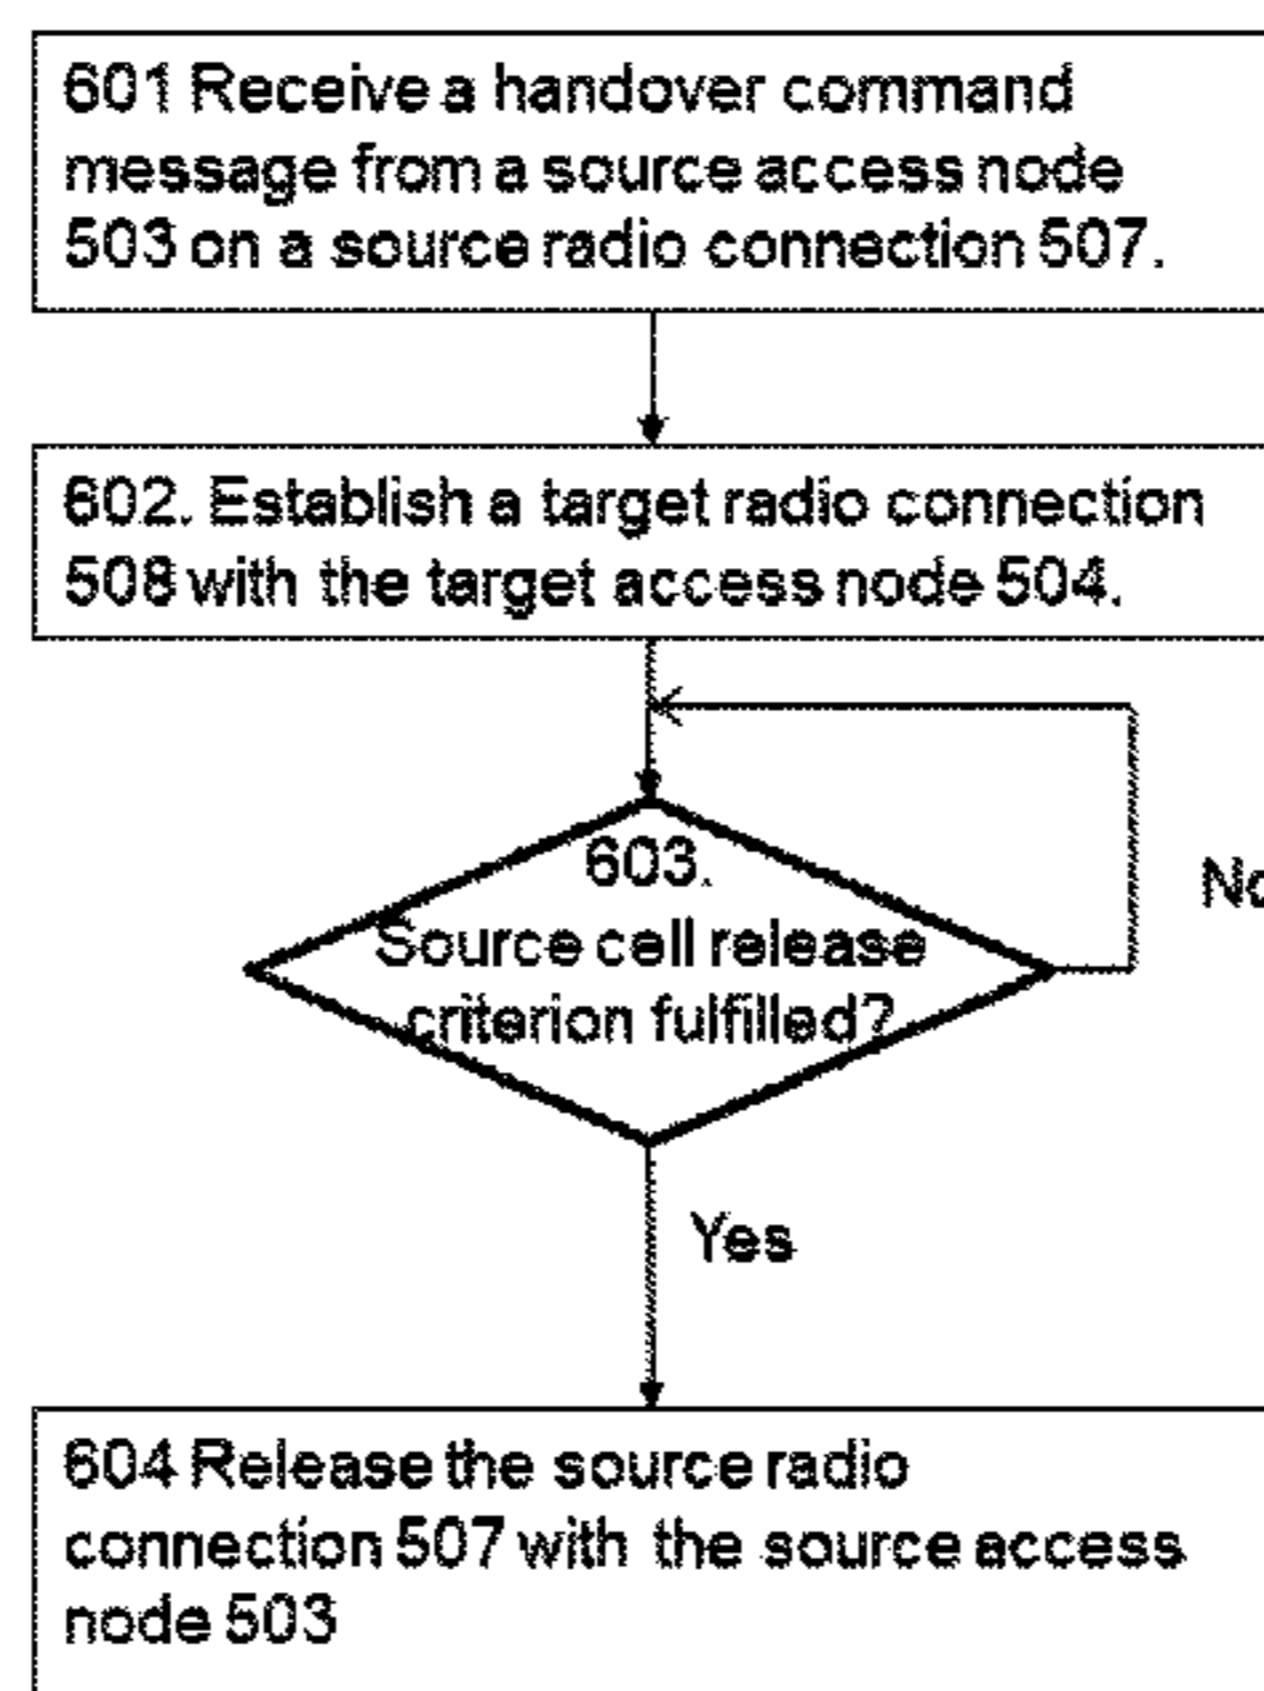 601 Receive a handover command
message from a source access node
503 on a source radio connection 507.
602. Establish a target radio connection
508 with the target access node 504.
603.
Source cell release
criterion fulfilled?
No
Yes
604 Release the source radio
connection 507 with the source access
node 503